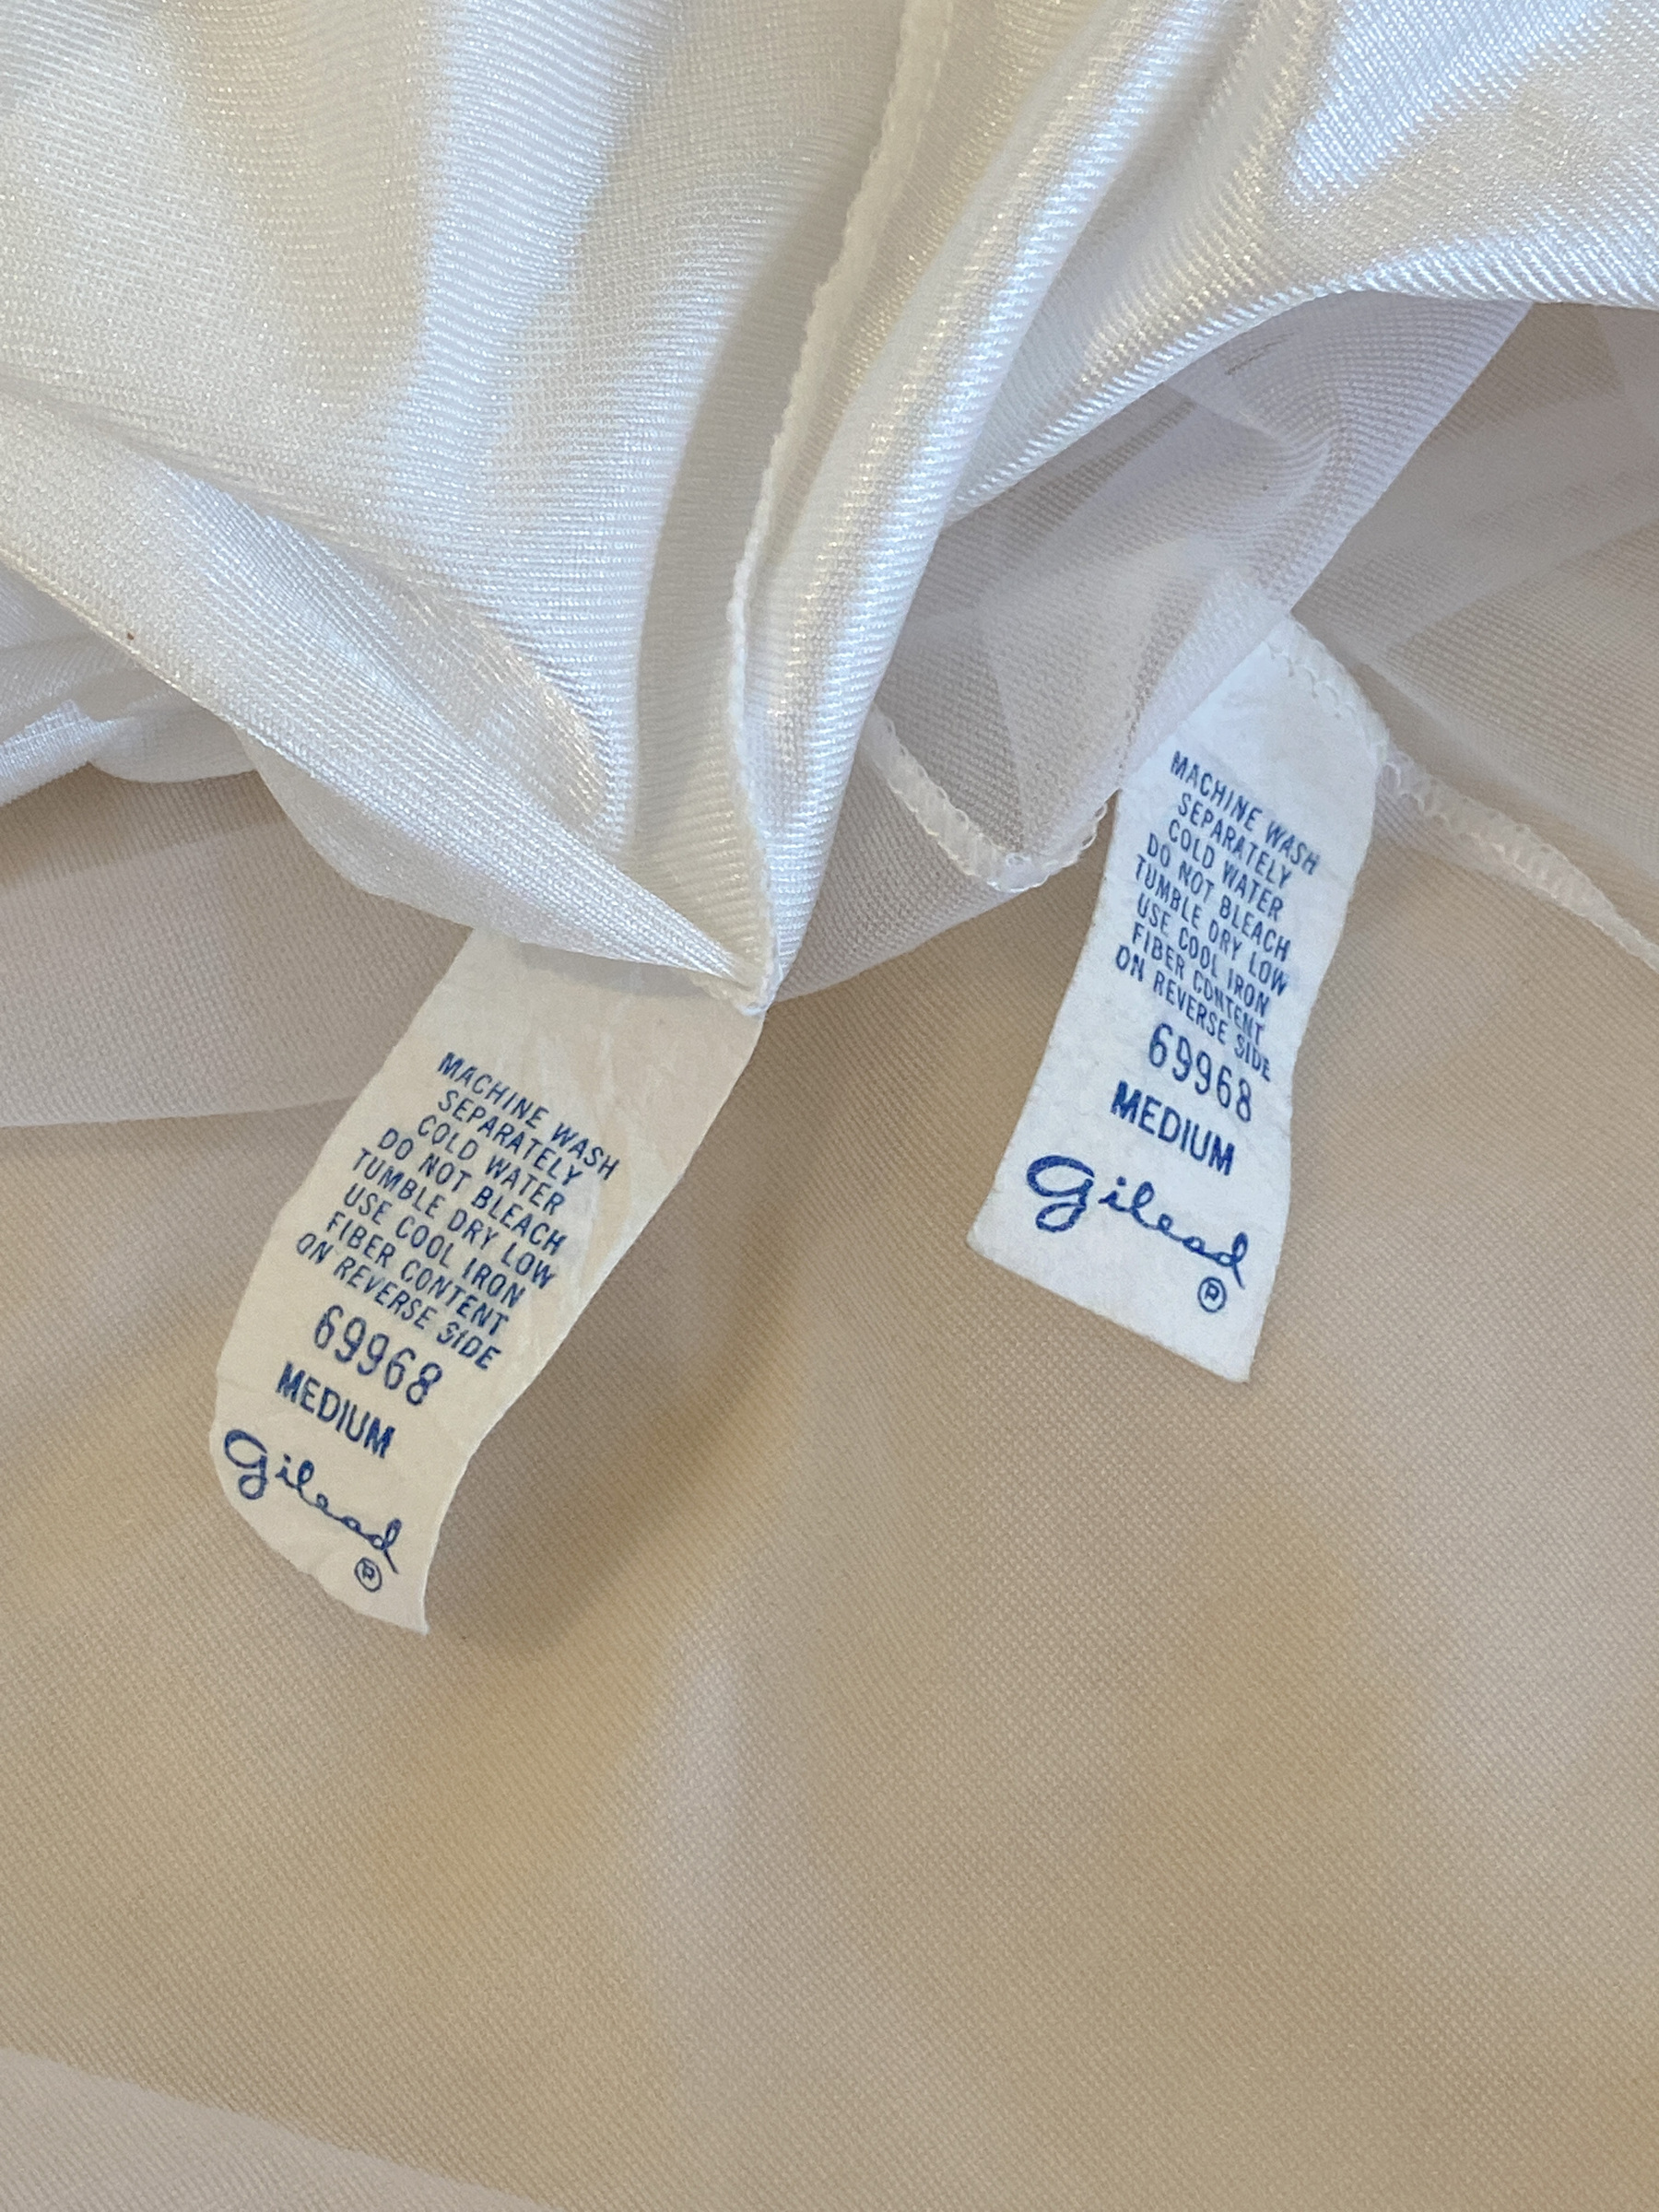 MACHINE WASH
SEPARATELY
COLD WATER
DO NOT BLEACH
TUMBLE DRY LOW
USE COOL IRON
FIBER CONTENT
ON REVERSE SIDE
69968
MEDIUM
Gilead
®
MACHINE WASH
SEPARATELY
COLD WATER
DO NOT BLEACH
TUMBLE DRY LOW
USE COOL IRON
FIBER CONTENT
ON REVERSE SIDE
69968
MEDIUM
Gilead
®